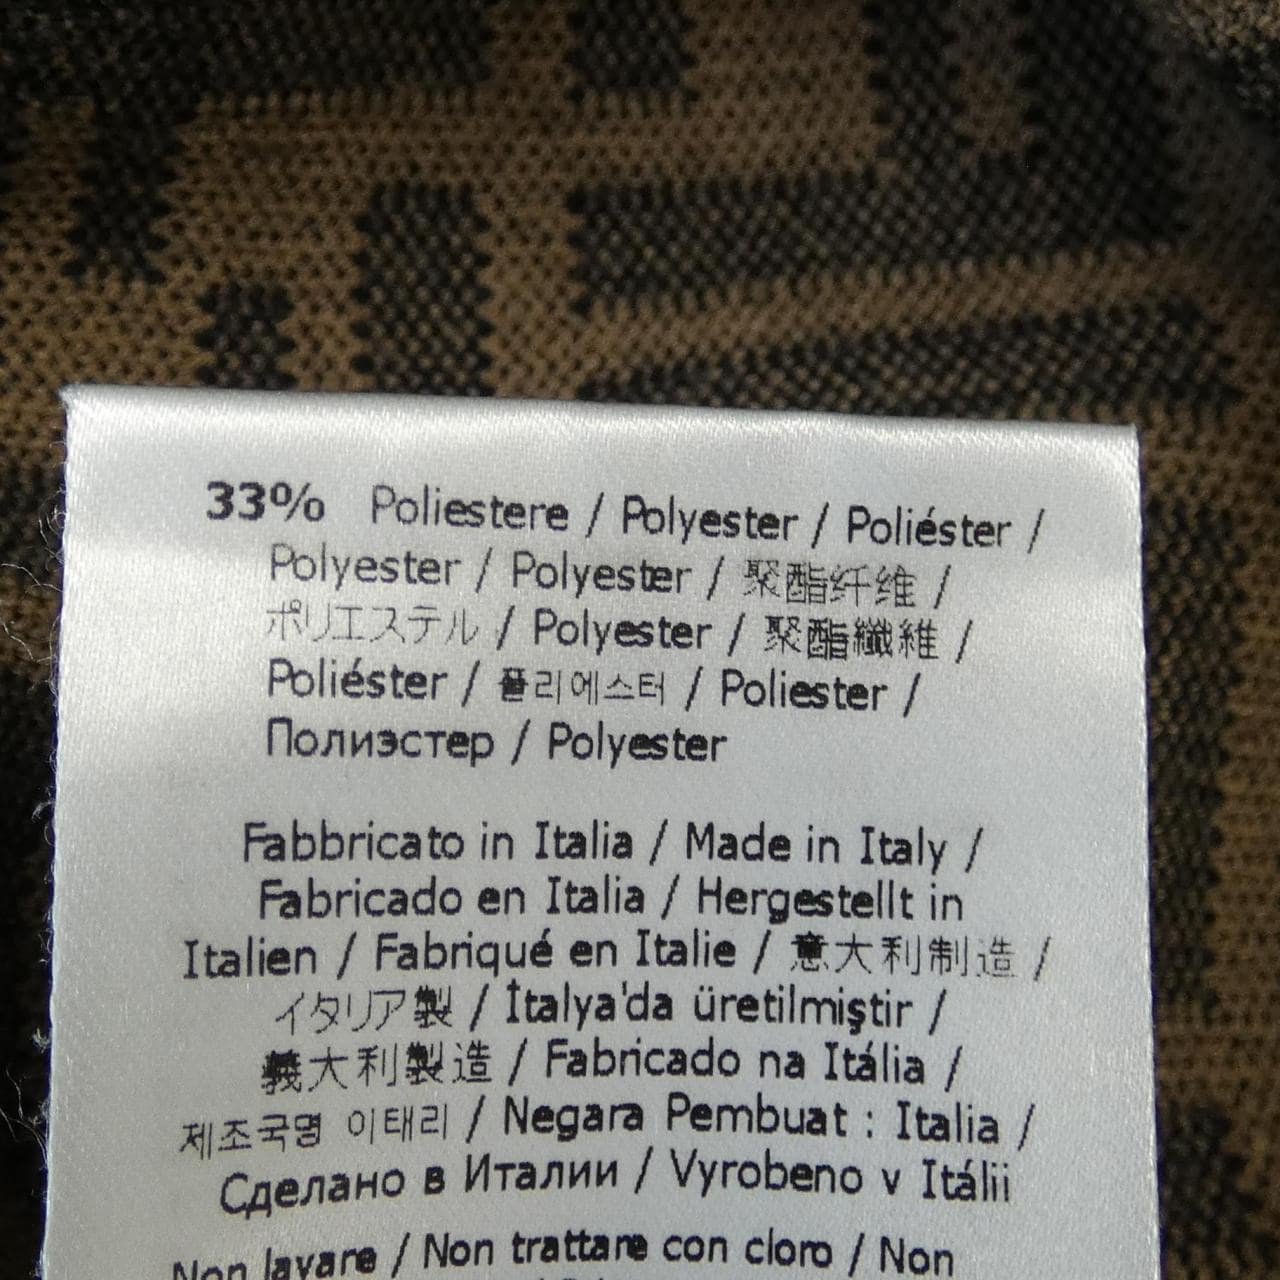 33% Poliestere / Polyester / Poliéster /
Polyester / Polyester / 聚酯纤维 /
ポリエステル / Polyester / 聚酯纖維 /
Poliéster / 폴리에스터 / Poliester /
Полиэстер / Polyester
Fabbricato in Italia / Made in Italy /
Fabricado en Italia / Hergestellt in
Italien / Fabriqué en Italie / 意大利制造 /
イタリア製 / İtalya'da üretilmiştir /
義大利製造 / Fabricado na Itália /
제조국명 이태리 / Negara Pembuat : Italia /
Сделано в Италии / Vyrobeno v Itálii
Non lavare / Non trattare con cloro / Non